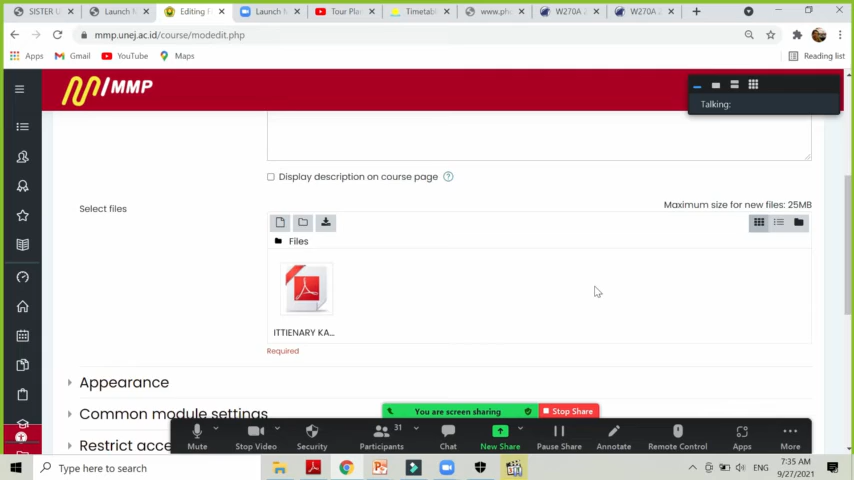 SISTER U
Launch M
Editing F
Launch M
Tour Plan
Timetabl
www.phu
W270A 2
W270A 2
mmp.unej.ac.id/course/modedit.php
Apps
Gmail
YouTube
Maps
Reading list
MMP
Talking:
Display description on course page
Select files
Maximum size for new files: 25MB
Files
ITTIENARY KA...
Required
Appearance
Common module settings
Restrict acce
You are screen sharing
Stop Share
31
Mute
Stop Video
Security
Participants
Chat
New Share
Pause Share
Annotate
Remote Control
Apps
More
Type here to search
ENG
7:35 AM
9/27/2021